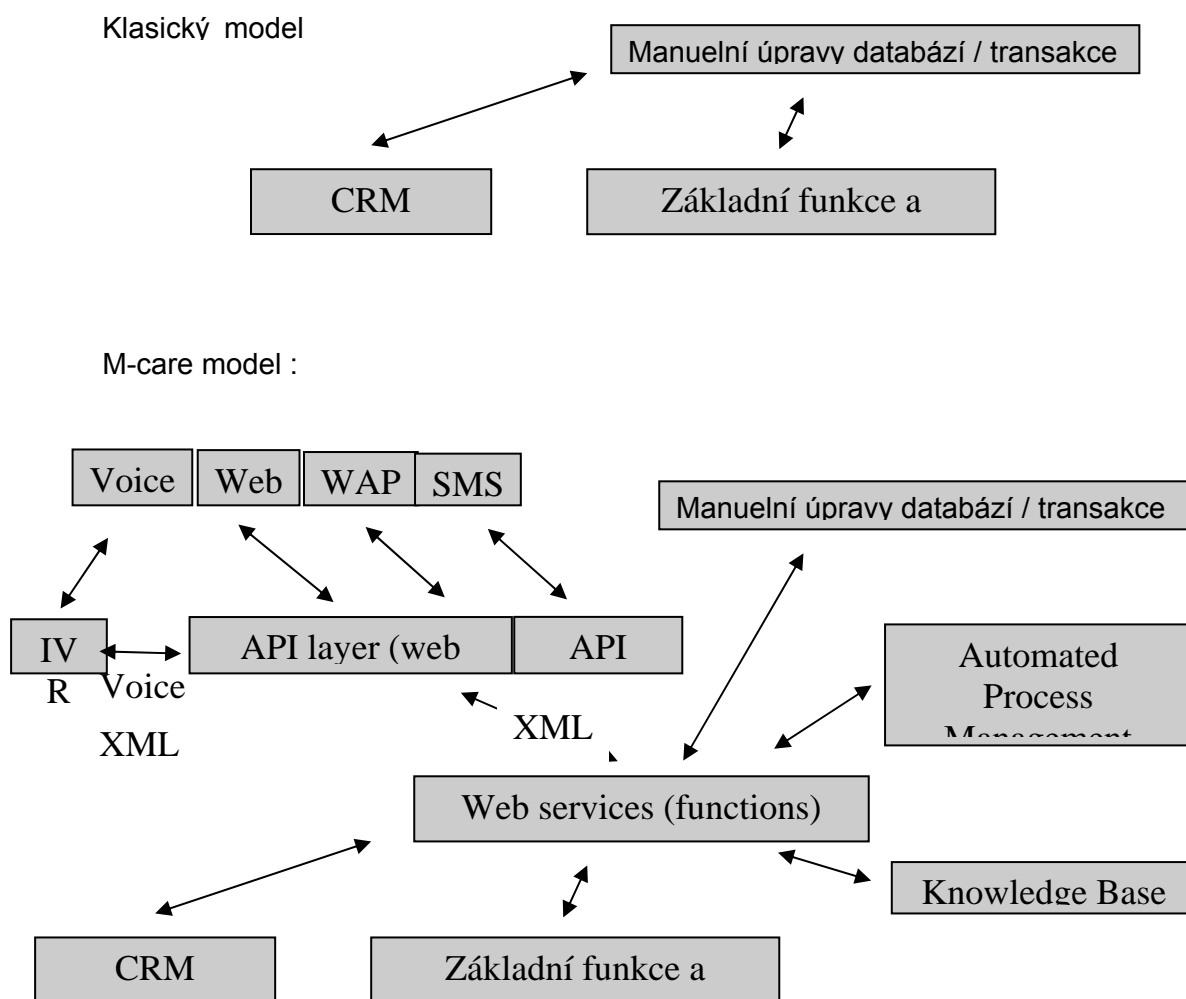 Klasický model
Manuelní úpravy databází / transakce
CRM
Základní funkce a
M-care model :
Voice
Web
WAP
SMS
Manuelní úpravy databází / transakce
IV
R
Voice
XML
API layer (web
API
XML
Automated
Process
Management
Web services (functions)
Knowledge Base
CRM
Základní funkce a